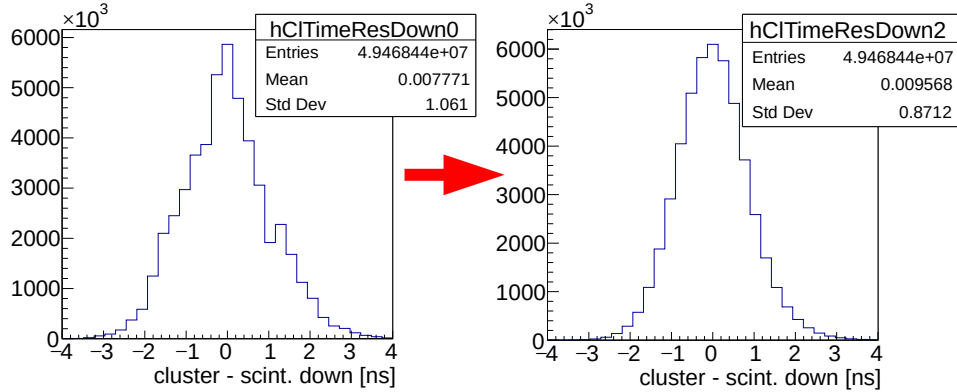 ×10³
hClTimeResDown0
Entries 4.946844e+07
Mean 0.007771
Std Dev 1.061
6000
5000
4000
3000
2000
1000
0
−4 −3 −2 −1 0 1 2 3 4
cluster - scint. down [ns]
×10³
hClTimeResDown2
Entries 4.946844e+07
Mean 0.009568
Std Dev 0.8712
6000
5000
4000
3000
2000
1000
0
−4 −3 −2 −1 0 1 2 3 4
cluster - scint. down [ns]